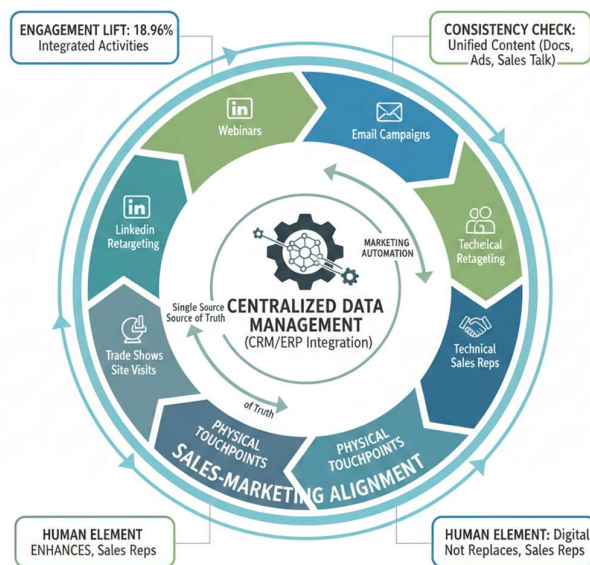 ENGAGEMENT LIFT: 18.96%
Integrated Activities
CONSISTENCY CHECK:
Unified Content (Docs,
Ads, Sales Talk)
in
Webinars
Email Campaigns
in
Linkedin
Retargeting
Techelcal
Retageling
MARKETING
AUTOMATION
Single Source
Source of Truth
CENTRALIZED DATA
MANAGEMENT
(CRM/ERP Integration)
Trade Shows
Site Visits
Technical
Sales Reps
of Truth
PHYSICAL
TOUCHPOINTS
PHYSICAL
TOUCHPOINTS
SALES-MARKETING ALIGNMENT
HUMAN ELEMENT
ENHANCES, Sales Reps
HUMAN ELEMENT: Digital
Not Replaces, Sales Reps